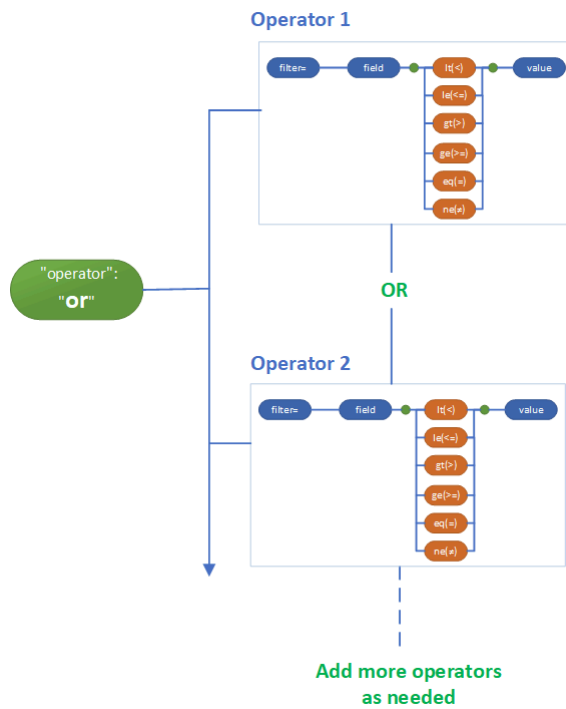 Operator 1
filter= field lt(<) value
le(<=)
gt(>)
ge(>=)
eq(=)
ne(≠)
"operator":
"or"
OR
Operator 2
filter= field lt(<) value
le(<=)
gt(>)
ge(>=)
eq(=)
ne(≠)
Add more operators
as needed